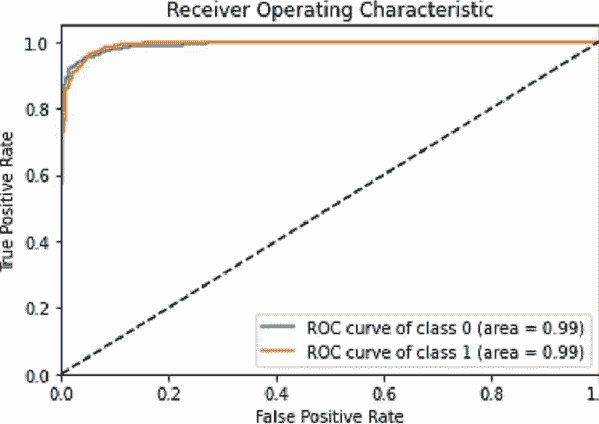 Receiver Operating Characteristic
True Positive Rate
1.0
0.8
0.6
0.4
0.2
0.0
ROC curve of class 0 (area = 0.99)
ROC curve of class 1 (area = 0.99)
0.0 0.2 0.4 0.6 0.8 1.
False Positive Rate